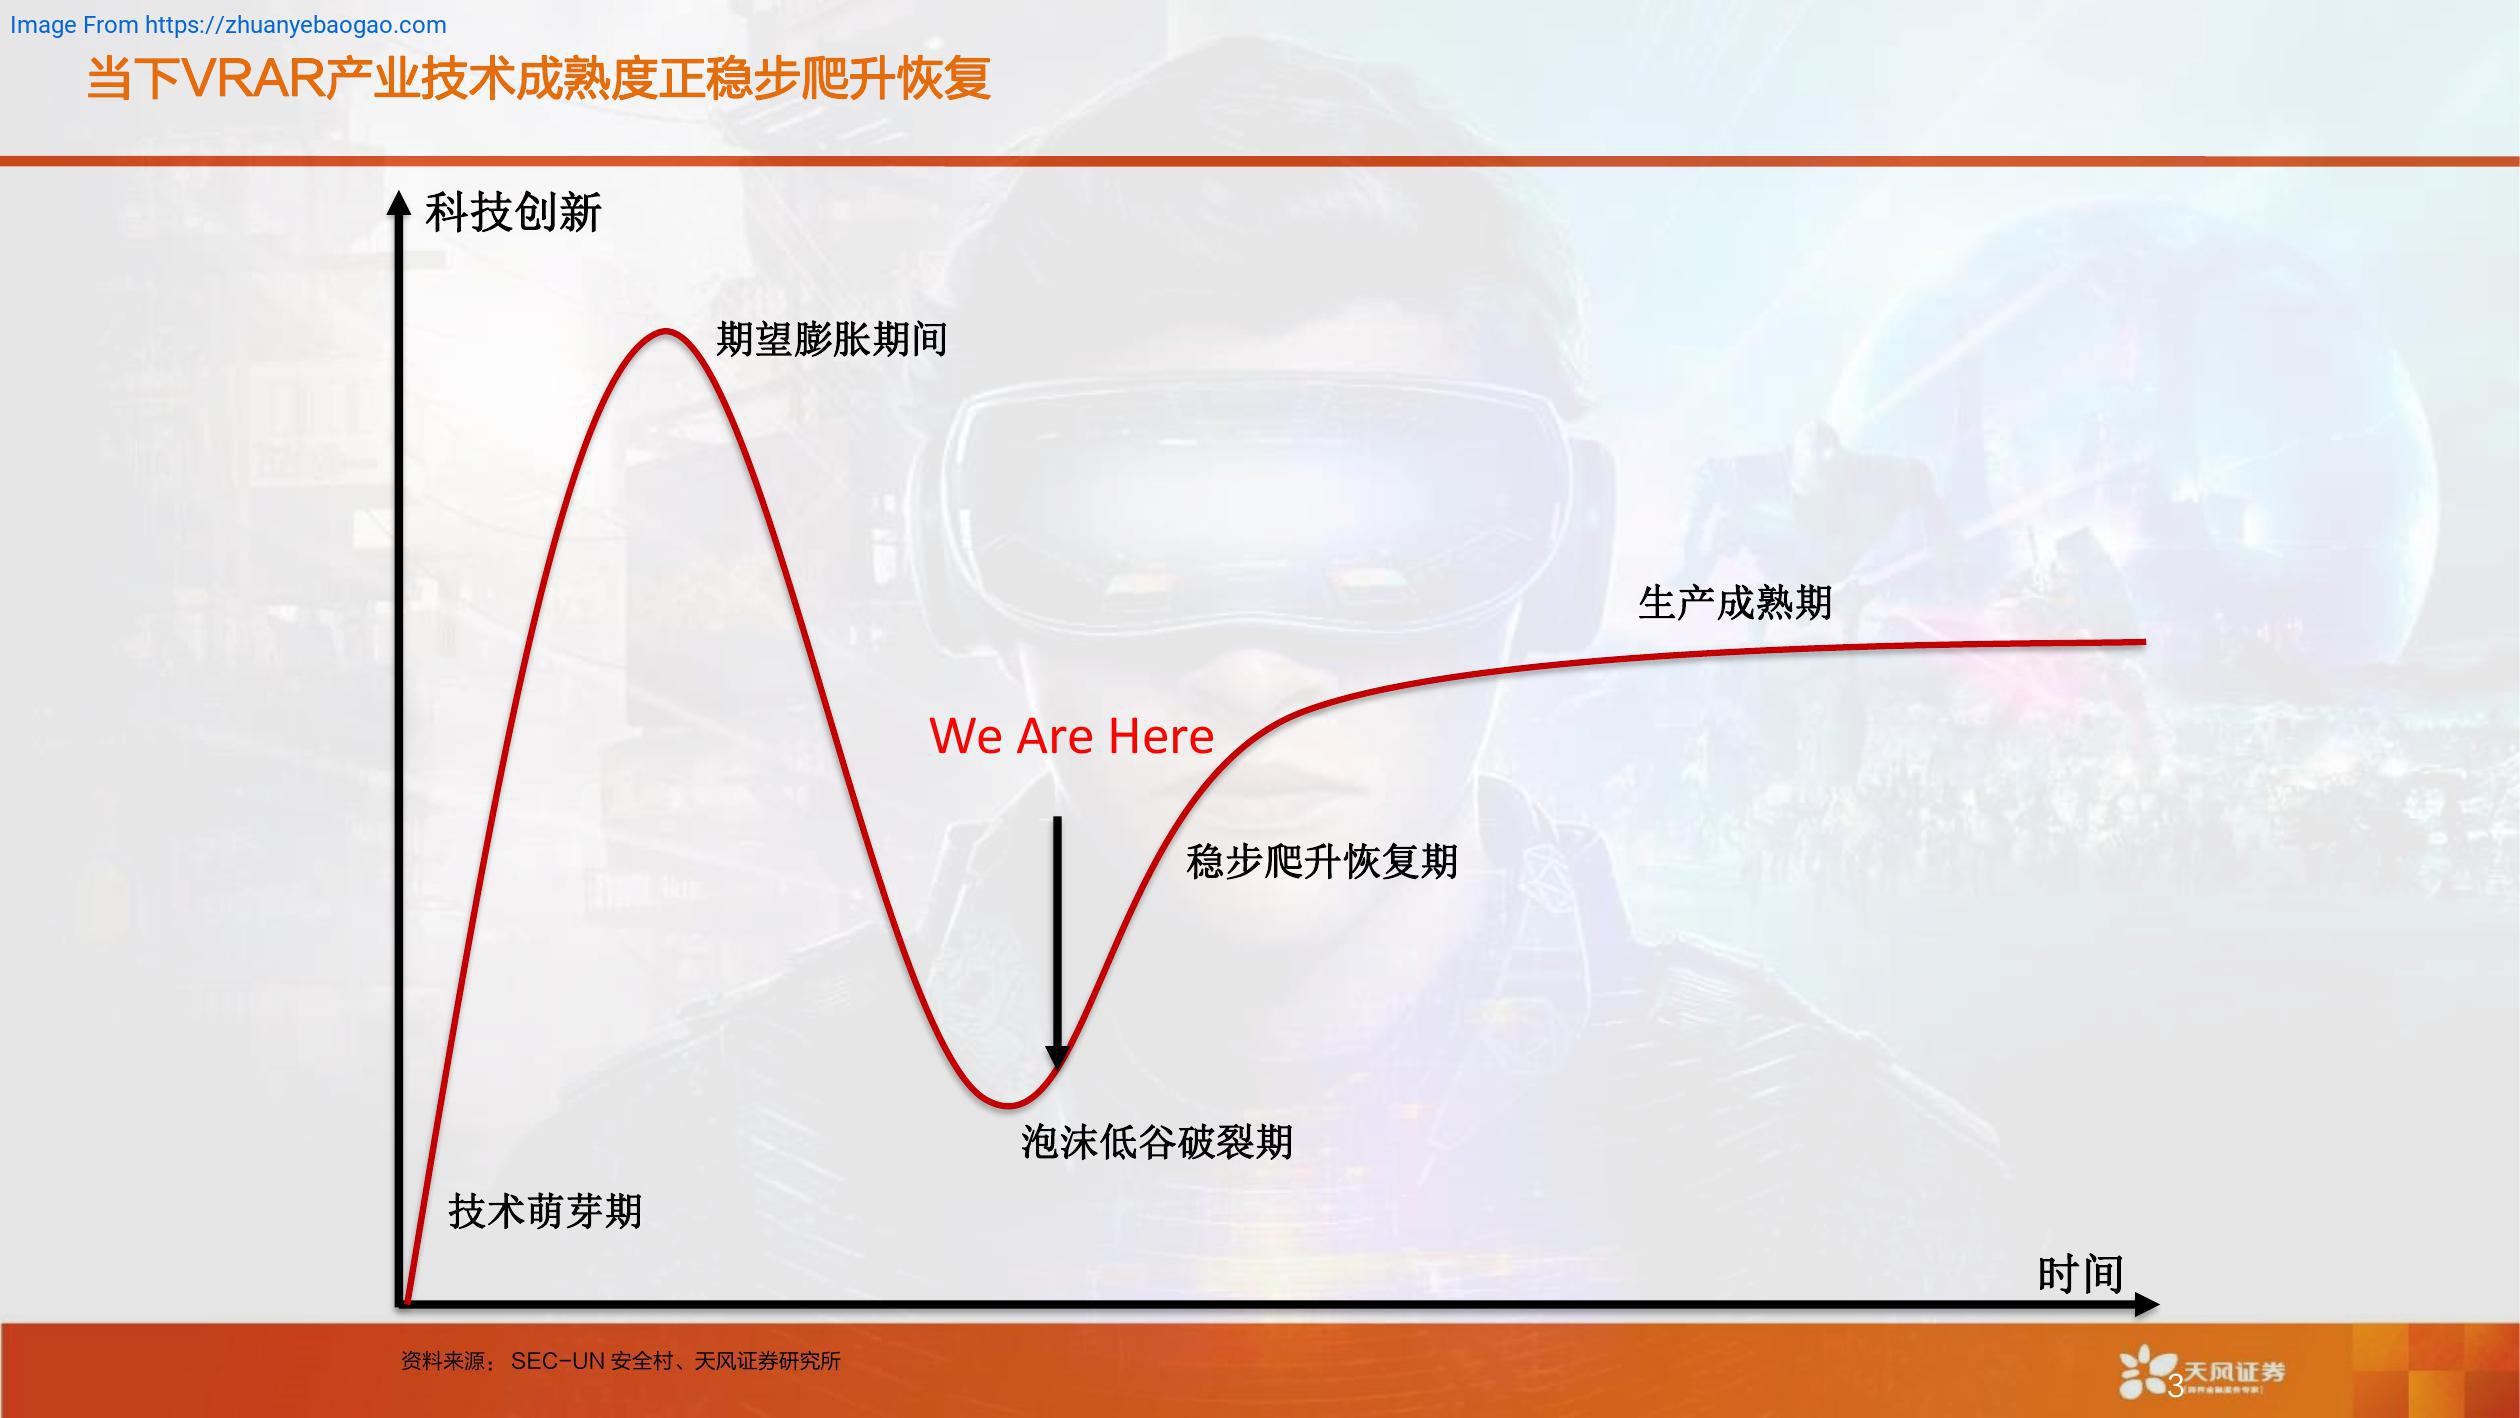 Image From https://zhuanyebaogao.com
当下VRAR产业技术成熟度正稳步爬升恢复
科技创新
期望膨胀期间
生产成熟期
We Are Here
稳步爬升恢复期
泡沫低谷破裂期
技术萌芽期
时间
资料来源：SEC-UN 安全村、天风证券研究所
天风证券
3